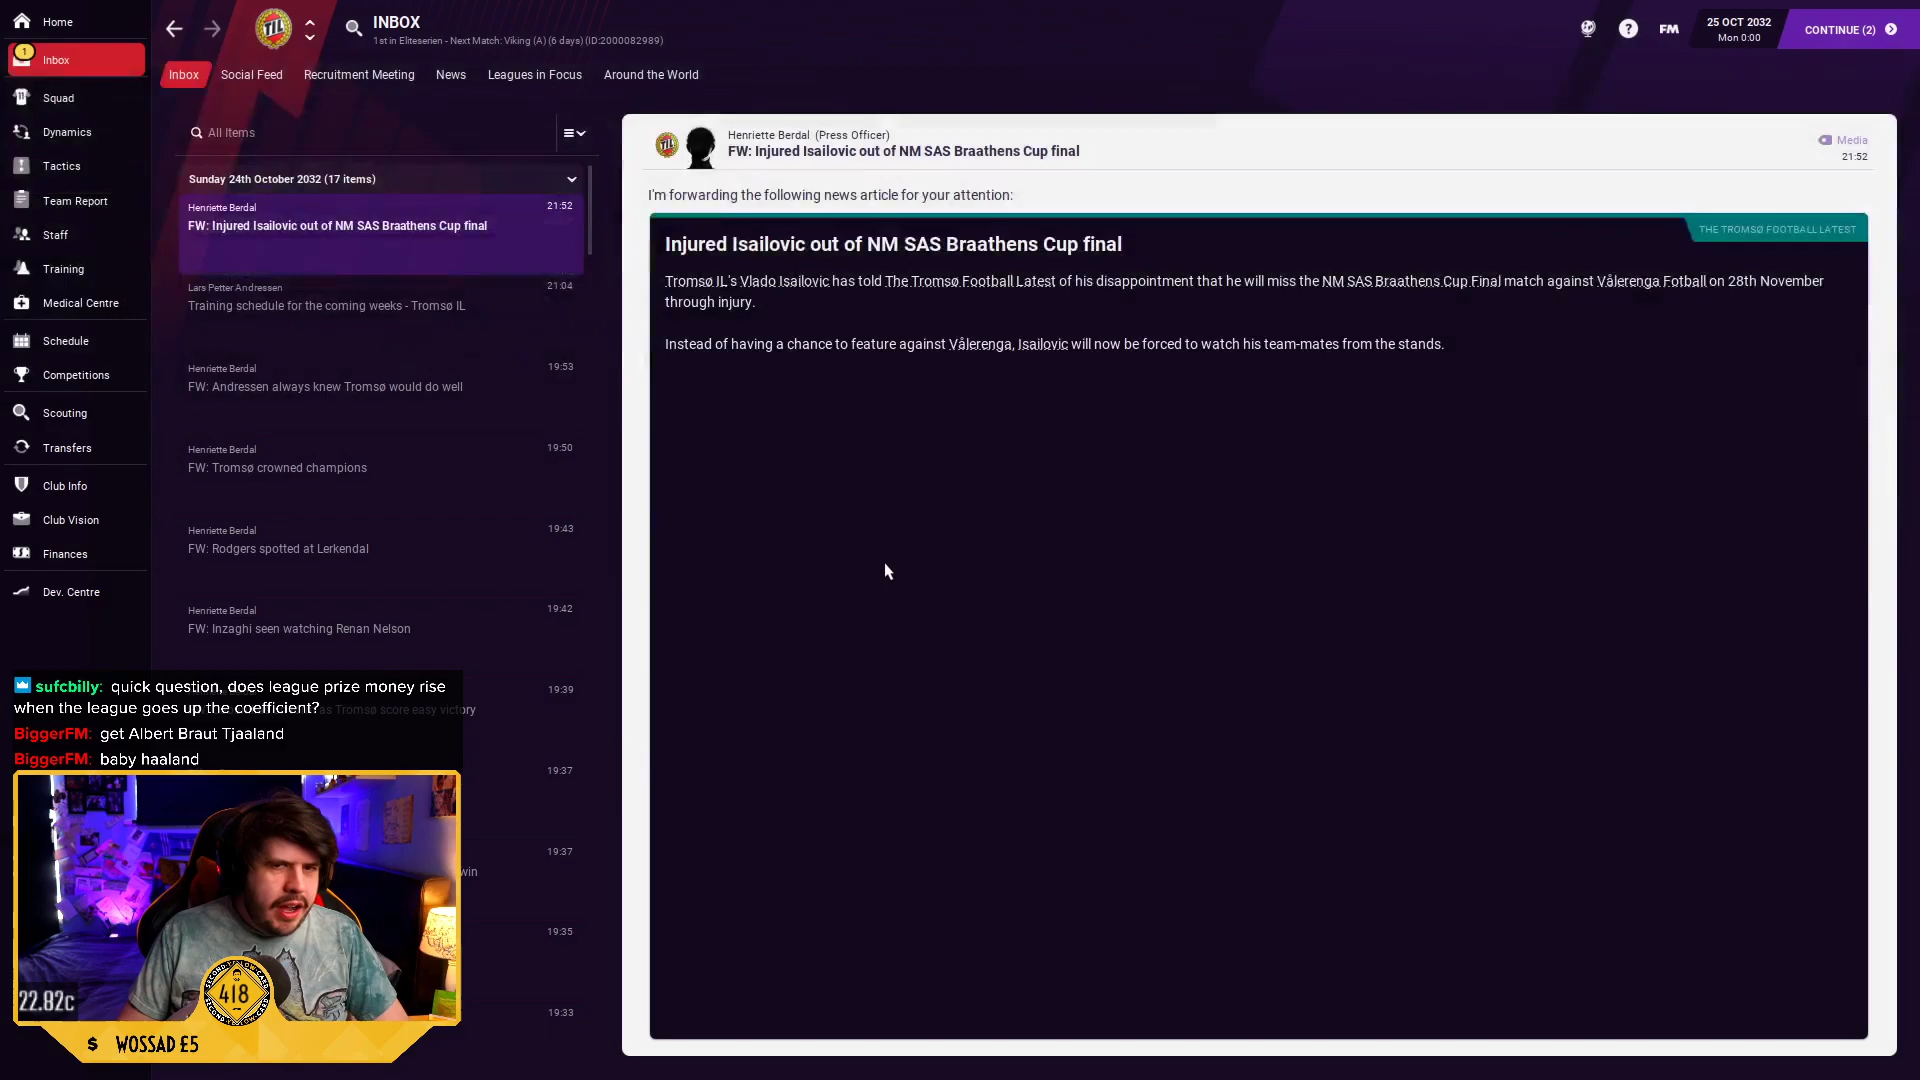 Home
Inbox
1
Squad
Dynamics
Tactics
Team Report
Staff
Training
Medical Centre
Schedule
Competitions
Scouting
Transfers
Club Info
Club Vision
Finances
Dev. Centre
TIL
INBOX
1st in Eliteserien - Next Match: Viking (A) (6 days) (ID:2000082989)
FM
25 OCT 2032
Mon 0:00
CONTINUE (2)
Inbox Social Feed Recruitment Meeting News Leagues in Focus Around the World
All Items
Sunday 24th October 2032 (17 items)
Henriette Berdal 21:52
FW: Injured Isailovic out of NM SAS Braathens Cup final
Lars Petter Andressen 21:04
Training schedule for the coming weeks - Tromsø IL
Henriette Berdal 19:53
FW: Andressen always knew Tromsø would do well
Henriette Berdal 19:50
FW: Tromsø crowned champions
Henriette Berdal 19:43
FW: Rodgers spotted at Lerkendal
Henriette Berdal 19:42
FW: Inzaghi seen watching Renan Nelson
19:39
as Tromsø score easy victory
19:37
19:37
win
19:35
19:33
Henriette Berdal (Press Officer)
FW: Injured Isailovic out of NM SAS Braathens Cup final
Media
21:52
I'm forwarding the following news article for your attention:
THE TROMSØ FOOTBALL LATEST
Injured Isailovic out of NM SAS Braathens Cup final
Tromsø IL's Vlado Isailovic has told The Tromsø Football Latest of his disappointment that he will miss the NM SAS Braathens Cup Final match against Vålerenga Fotball on 28th November
through injury.
Instead of having a chance to feature against Vålerenga, Isailovic will now be forced to watch his team-mates from the stands.
sufcbilly: quick question, does league prize money rise
when the league goes up the coefficient?
BiggerFM: get Albert Braut Tjaaland
BiggerFM: baby haaland
22.82c
SECOND YELLOW CARD
418
$ WOSSAD £5